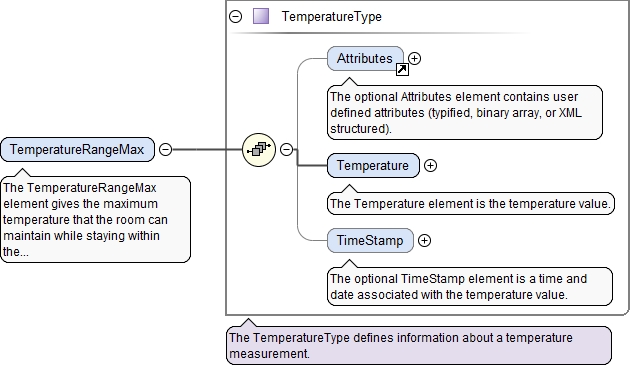 TemperatureType
Attributes
The optional Attributes element contains user
defined attributes (typified, binary array, or XML
structured).
TemperatureRangeMax
The TemperatureRangeMax
element gives the maximum
temperature that the room can
maintain while staying within
the...
Temperature
The Temperature element is the temperature value.
TimeStamp
The optional TimeStamp element is a time and
date associated with the temperature value.
The TemperatureType defines information about a temperature
measurement.